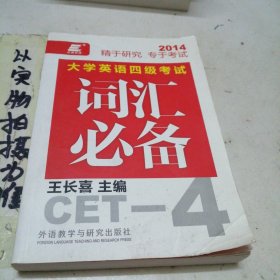 2014
精于研究 专于考试
大学英语四级考试
词汇
必备
王长喜 主编
CET-4
外语教学与研究出版社
FOREIGN LANGUAGE TEACHING AND RESEARCH PRESS
以实物拍摄为准